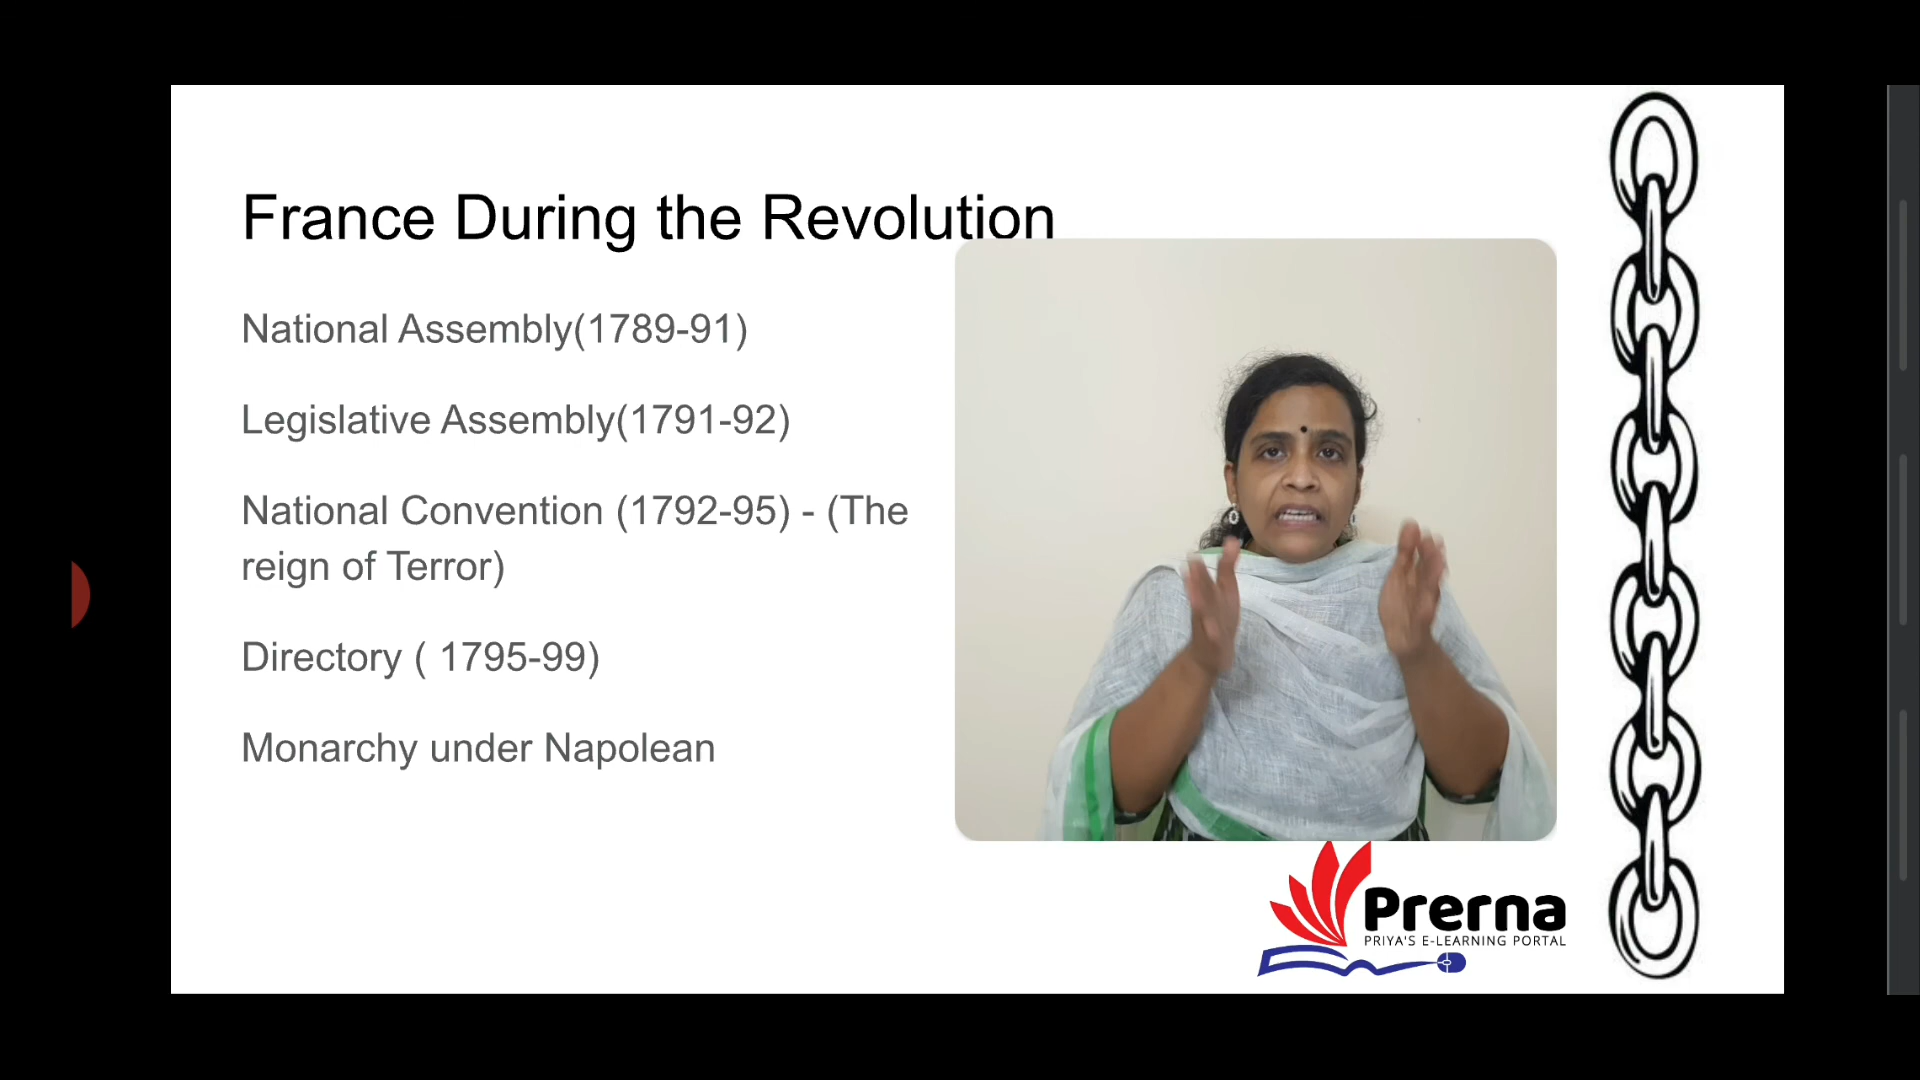 France During the Revolution
National Assembly(1789-91)
Legislative Assembly(1791-92)
National Convention (1792-95) - (The
reign of Terror)
Directory ( 1795-99)
Monarchy under Napolean
Prerna
PRIYA'S E-LEARNING PORTAL